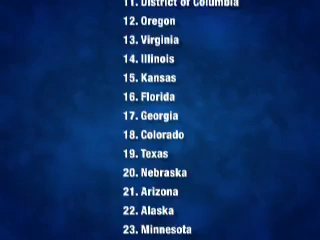 11. District of Columbia
12. Oregon
13. Virginia
14. Illinois
15. Kansas
16. Florida
17. Georgia
18. Colorado
19. Texas
20. Nebraska
21. Arizona
22. Alaska
23. Minnesota